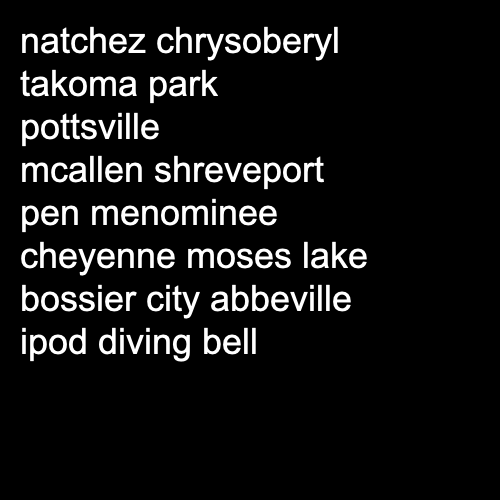 natchez chrysoberyl
takoma park
pottsville
mcallen shreveport
pen menominee
cheyenne moses lake
bossier city abbeville
ipod diving bell